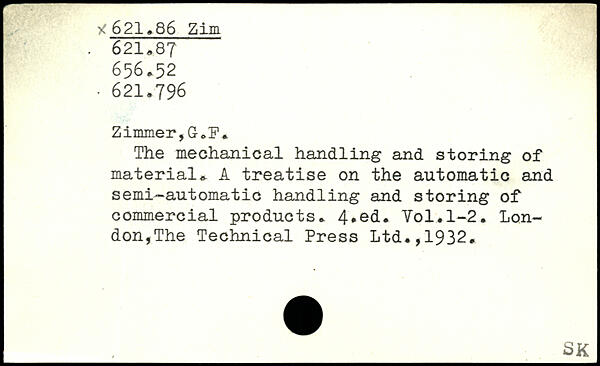 x 621.86 Zim
621.87
656.52
621.796
Zimmer,G.F.
The mechanical handling and storing of
material. A treatise on the automatic and
semi-automatic handling and storing of
commercial products. 4.ed. Vol.1-2. Lon-
don,The Technical Press Ltd.,1932.
SK